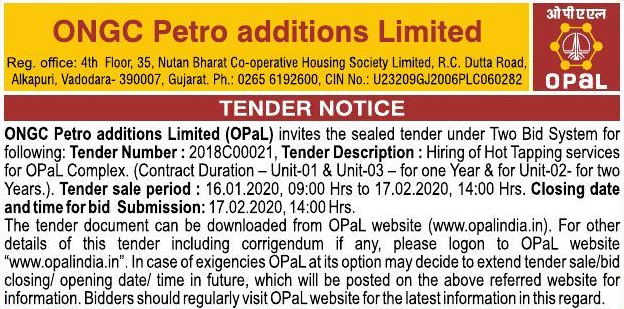 ONGC Petro additions Limited
Reg. office: 4th Floor, 35, Nutan Bharat Co-operative Housing Society Limited, R.C. Dutta Road,
Alkapuri, Vadodara- 390007, Gujarat. Ph.: 0265 6192600, CIN No.: U23209GJ2006PLC060282
ओपीएएल
OPaL
TENDER NOTICE
ONGC Petro additions Limited (OPaL) invites the sealed tender under Two Bid System for
following: Tender Number : 2018C00021, Tender Description : Hiring of Hot Tapping services
for OPaL Complex. (Contract Duration – Unit-01 & Unit-03 – for one Year & for Unit-02- for two
Years.). Tender sale period : 16.01.2020, 09:00 Hrs to 17.02.2020, 14:00 Hrs. Closing date
and time for bid Submission: 17.02.2020, 14:00 Hrs.
The tender document can be downloaded from OPaL website (www.opalindia.in). For other
details of this tender including corrigendum if any, please logon to OPaL website
“www.opalindia.in”. In case of exigencies OPaL at its option may decide to extend tender sale/bid
closing/ opening date/ time in future, which will be posted on the above referred website for
information. Bidders should regularly visit OPaL website for the latest information in this regard.